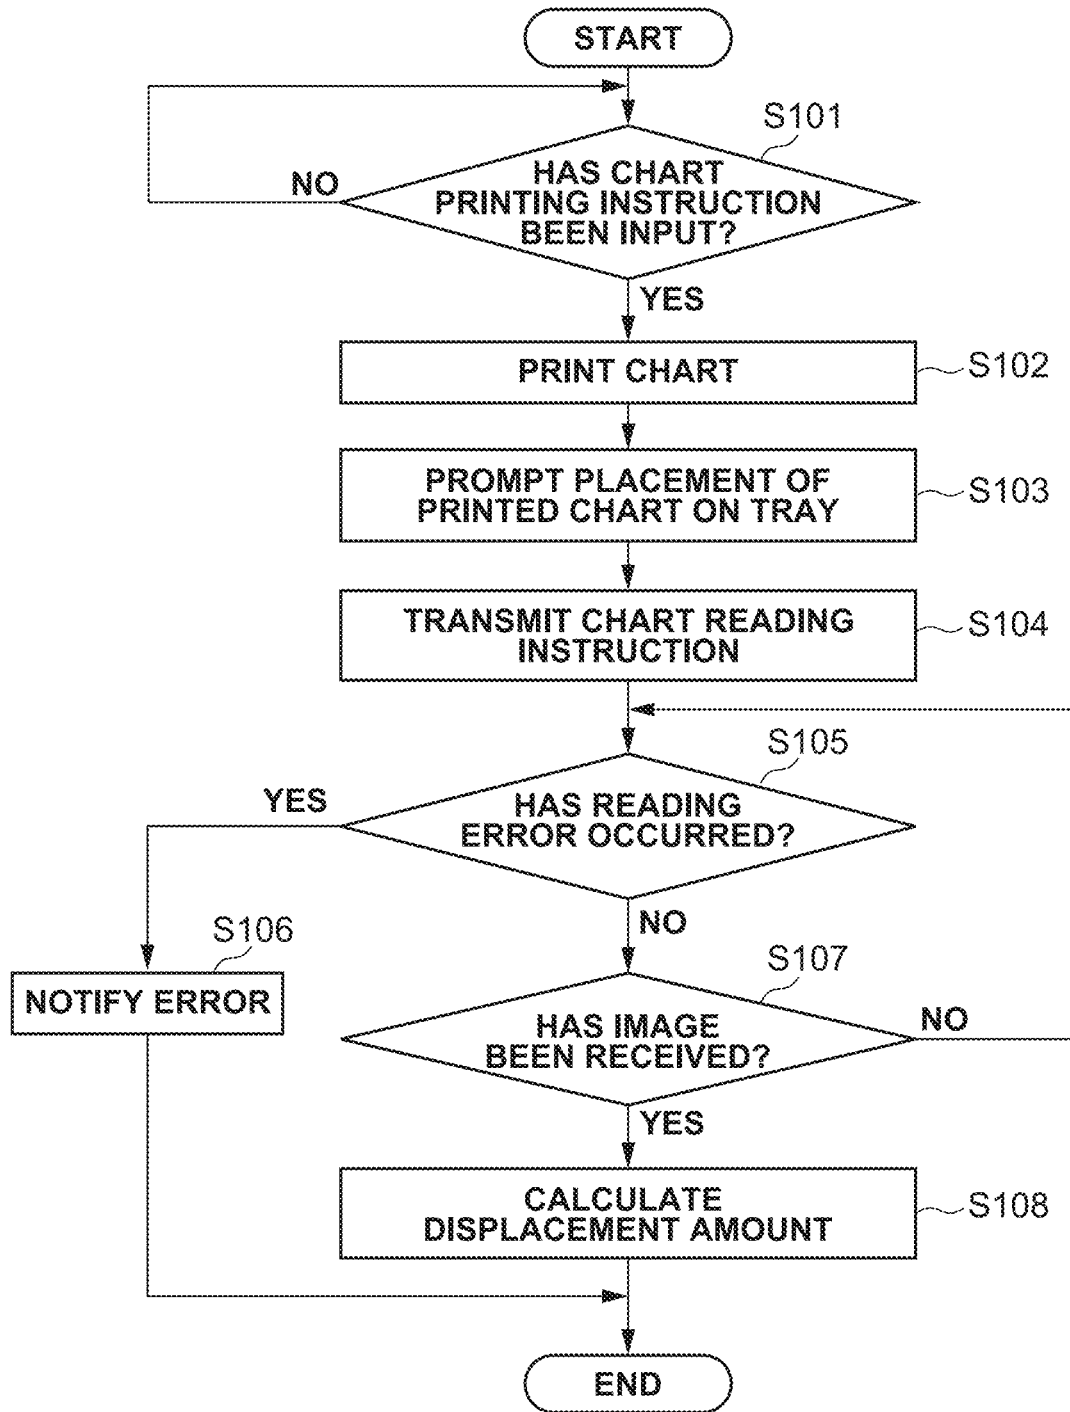 START
S101
HAS CHART
PRINTING INSTRUCTION
BEEN INPUT?
NO
YES
PRINT CHART
S102
PROMPT PLACEMENT OF
PRINTED CHART ON TRAY
S103
TRANSMIT CHART READING
INSTRUCTION
S104
S105
HAS READING
ERROR OCCURRED?
YES
NO
S106
NOTIFY ERROR
S107
HAS IMAGE
BEEN RECEIVED?
NO
YES
CALCULATE
DISPLACEMENT AMOUNT
S108
END